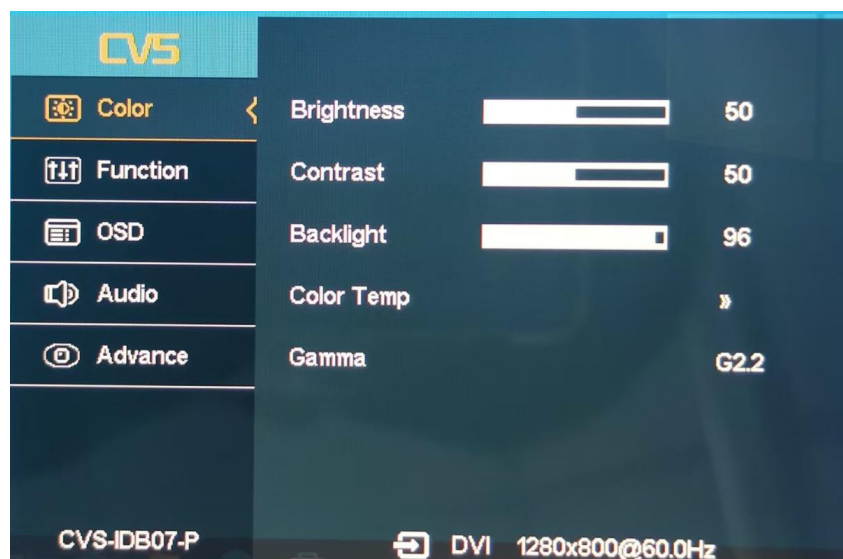 CVS
Color
Brightness 50
Function
Contrast 50
OSD
Backlight 96
Audio
Color Temp »
Advance
Gamma G2.2
CVS-IDB07-P
DVI 1280x800@60.0Hz